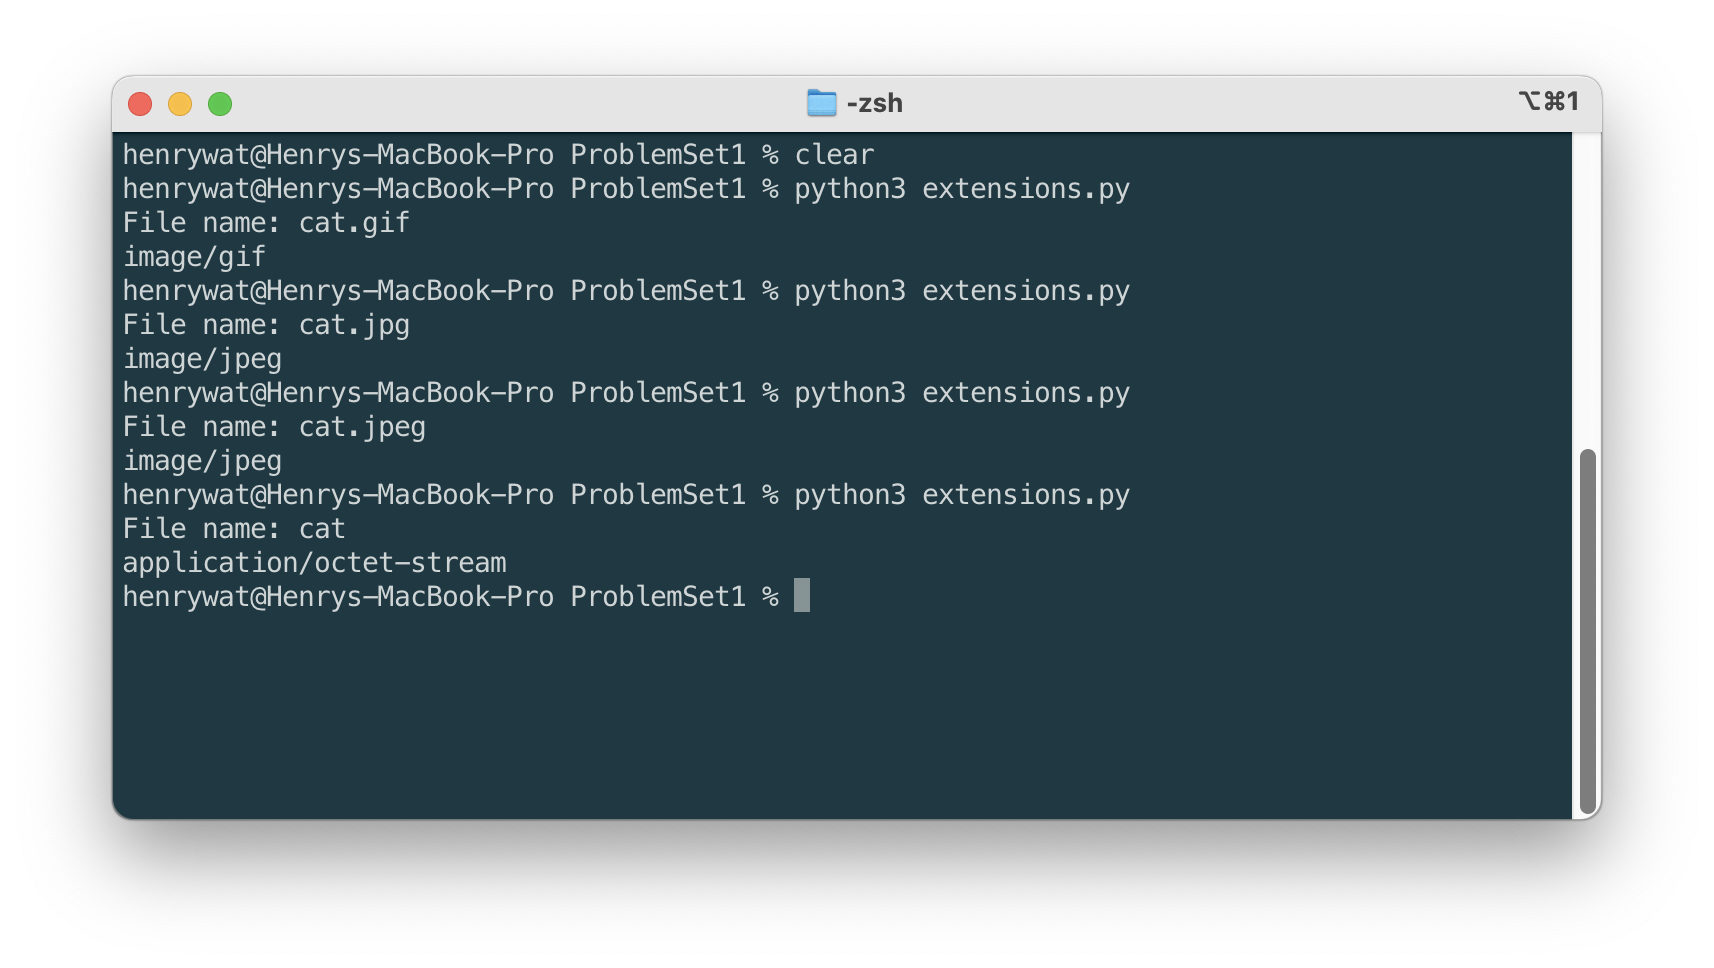 -zsh
⌥⌘1
henrywat@Henrys-MacBook-Pro ProblemSet1 % clear
henrywat@Henrys-MacBook-Pro ProblemSet1 % python3 extensions.py
File name: cat.gif
image/gif
henrywat@Henrys-MacBook-Pro ProblemSet1 % python3 extensions.py
File name: cat.jpg
image/jpeg
henrywat@Henrys-MacBook-Pro ProblemSet1 % python3 extensions.py
File name: cat.jpeg
image/jpeg
henrywat@Henrys-MacBook-Pro ProblemSet1 % python3 extensions.py
File name: cat
application/octet-stream
henrywat@Henrys-MacBook-Pro ProblemSet1 %